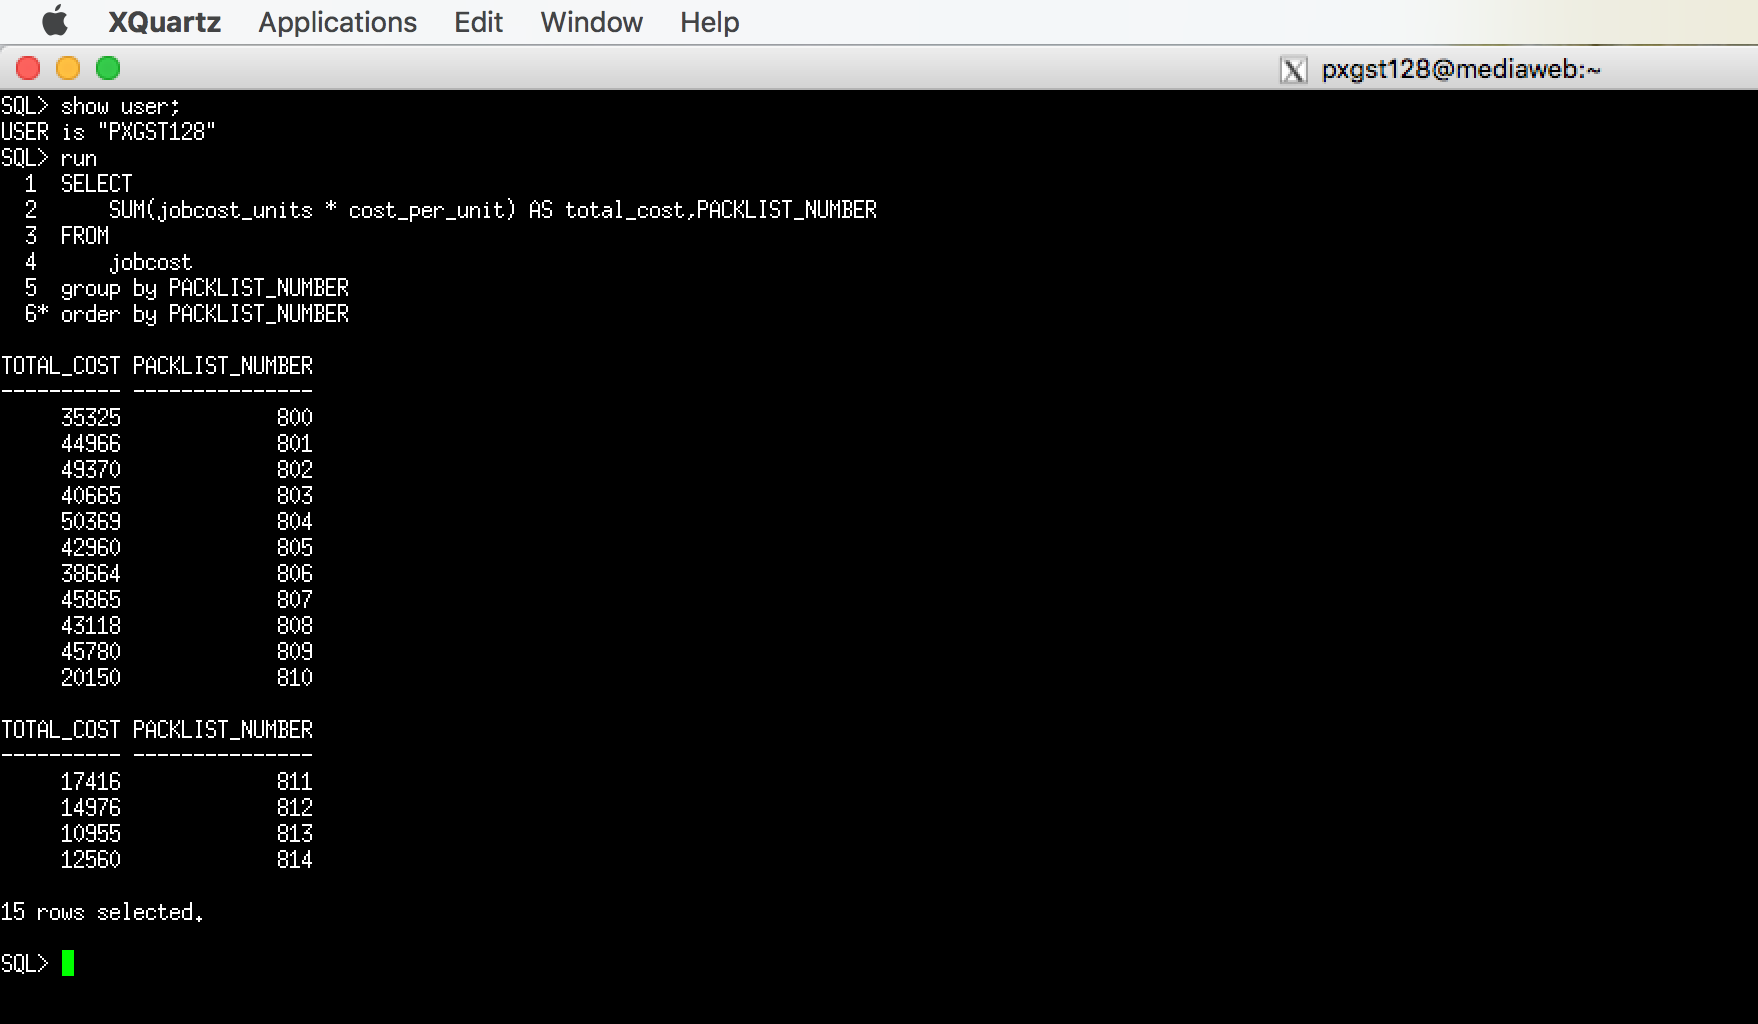 XQuartz Applications Edit Window Help
X pxgst128@mediaweb:~
SQL> show user;
USER is "PXGST128"
SQL> run
  1  SELECT
  2      SUM(jobcost_units * cost_per_unit) AS total_cost,PACKLIST_NUMBER
  3  FROM
  4      jobcost
  5  group by PACKLIST_NUMBER
  6* order by PACKLIST_NUMBER
TOTAL_COST PACKLIST_NUMBER
---------- ---------------
     35325             800
     44966             801
     49370             802
     40665             803
     50369             804
     42960             805
     38664             806
     45865             807
     43118             808
     45780             809
     20150             810
TOTAL_COST PACKLIST_NUMBER
---------- ---------------
     17416             811
     14976             812
     10955             813
     12560             814
15 rows selected.
SQL>